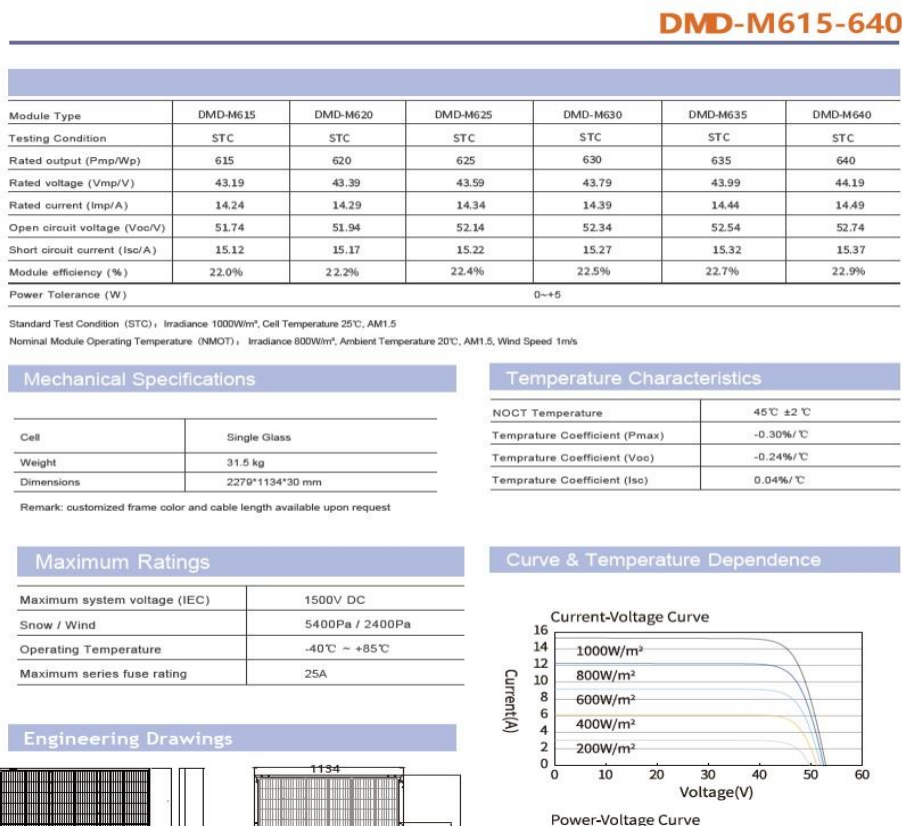 DMD-M615-640
Module Type DMD-M615 DMD-M620 DMD-M625 DMD-M630 DMD-M635 DMD-M640
Testing Condition STC STC STC STC STC STC
Rated output (Pmp/Wp) 615 620 625 630 635 640
Rated voltage (Vmp/V) 43.19 43.39 43.59 43.79 43.99 44.19
Rated current (Imp/A) 14.24 14.29 14.34 14.39 14.44 14.49
Open circuit voltage (Voc/V) 51.74 51.94 52.14 52.34 52.54 52.74
Short circuit current (Isc/A) 15.12 15.17 15.22 15.27 15.32 15.37
Module efficiency (%) 22.0% 22.2% 22.4% 22.5% 22.7% 22.9%
Power Tolerance (W) 0~+5
Standard Test Condition (STC): Irradiance 1000W/m², Cell Temperature 25℃, AM1.5
Nominal Module Operating Temperature (NMOT): Irradiance 800W/m², Ambient Temperature 20℃, AM1.5, Wind Speed 1m/s
Mechanical Specifications
Cell Single Glass
Weight 31.5 kg
Dimensions 2279*1134*30 mm
Remark: customized frame color and cable length available upon request
Temperature Characteristics
NOCT Temperature 45℃ ±2 ℃
Temprature Coefficient (Pmax) -0.30%/℃
Temprature Coefficient (Voc) -0.24%/℃
Temprature Coefficient (Isc) 0.04%/℃
Maximum Ratings
Maximum system voltage (IEC) 1500V DC
Snow / Wind 5400Pa / 2400Pa
Operating Temperature -40℃ ~ +85℃
Maximum series fuse rating 25A
Engineering Drawings
1134
Curve & Temperature Dependence
Current-Voltage Curve
16
14
12
10
8
6
4
2
0
Current(A)
1000W/m²
800W/m²
600W/m²
400W/m²
200W/m²
0 10 20 30 40 50 60
Voltage(V)
Power-Voltage Curve